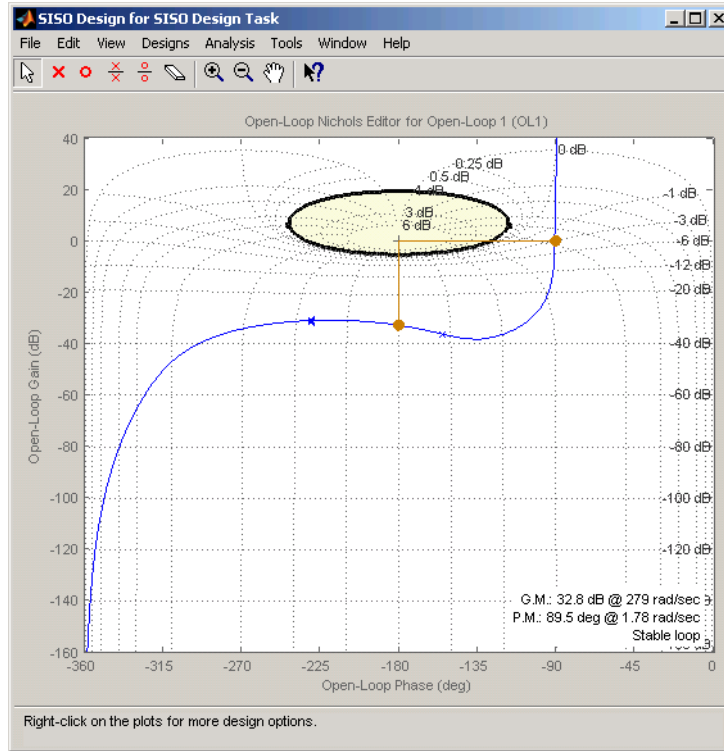 SISO Design for SISO Design Task
File Edit View Designs Analysis Tools Window Help
Open-Loop Nichols Editor for Open-Loop 1 (OL1)
Open-Loop Gain (dB)
40
20
0
-20
-40
-60
-80
-100
-120
-140
-160
0 dB
0.25 dB
0.5 dB
1 dB
3 dB
6 dB
-1 dB
-3 dB
-6 dB
-12 dB
-20 dB
-40 dB
-60 dB
-80 dB
-100 dB
-120 dB
G.M.: 32.8 dB @ 279 rad/sec
P.M.: 89.5 deg @ 1.78 rad/sec
Stable loop
-360 -315 -270 -225 -180 -135 -90 -45 0
Open-Loop Phase (deg)
Right-click on the plots for more design options.